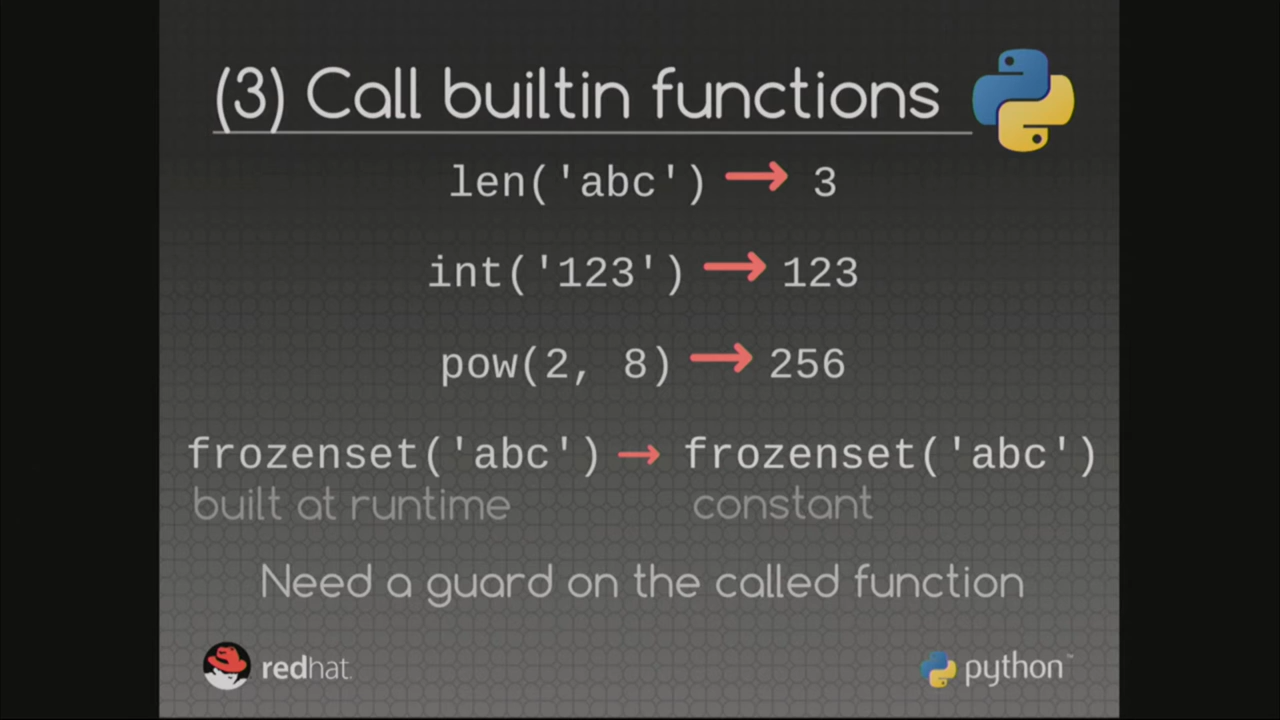 (3) Call builtin functions
len('abc') → 3
int('123') → 123
pow(2, 8) → 256
frozenset('abc') → frozenset('abc')
built at runtime constant
Need a guard on the called function
redhat.
python™